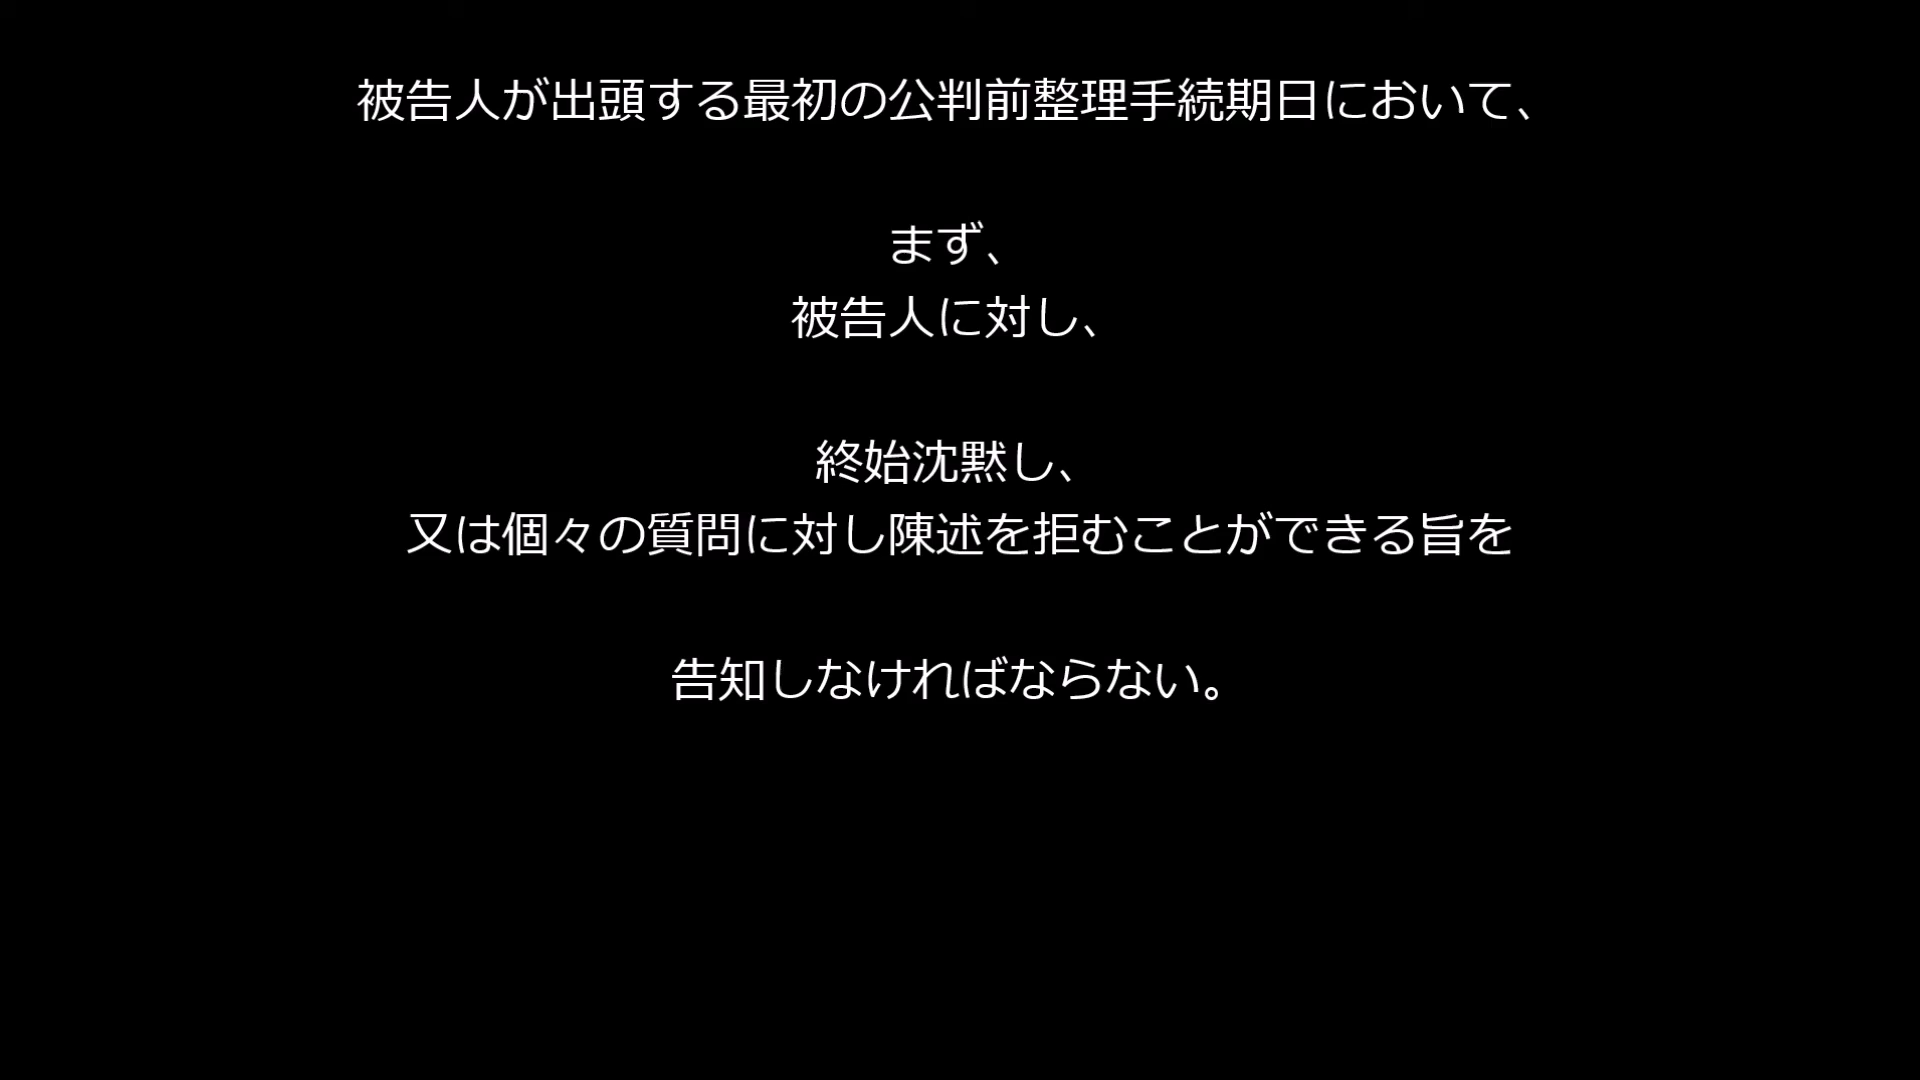 被告人が出頭する最初の公判前整理手続期日において、
まず、
被告人に対し、
終始沈黙し、
又は個々の質問に対し陳述を拒むことができる旨を
告知しなければならない。